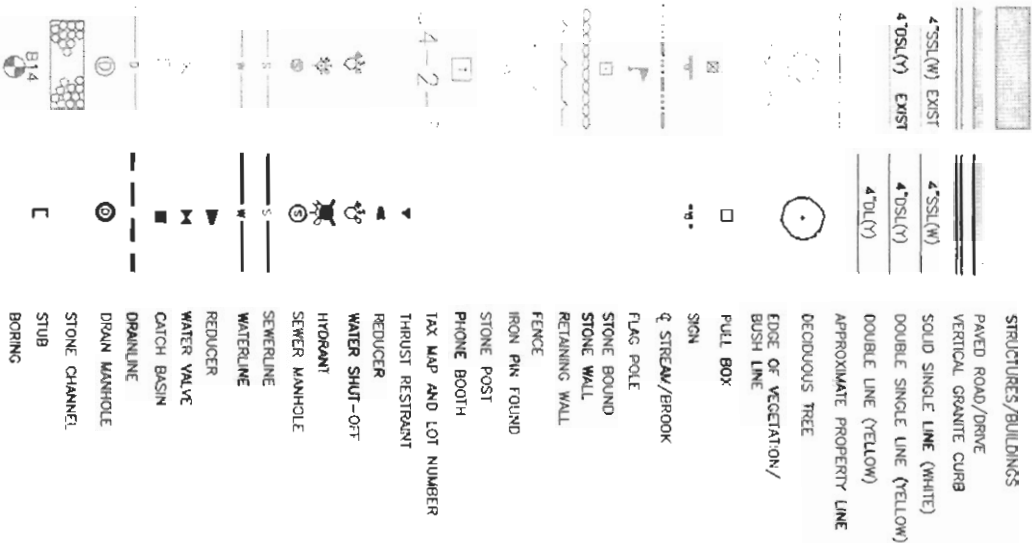 STRUCTURES/BUILDINGS
PAVED ROAD/DRIVE
VERTICAL GRANITE CURB
4"SSL(W) EXIST 4"SSL(W) SOLID SINGLE LINE (WHITE)
4"DSL(Y) EXIST 4"DSL(Y) DOUBLE SINGLE LINE (YELLOW)
4"DL(Y) DOUBLE LINE (YELLOW)
APPROXIMATE PROPERTY LINE
DECIDUOUS TREE
EDGE OF VEGETATION/
BUSH LINE
PULL BOX
SIGN
℄ STREAM/BROOK
FLAG POLE
STONE BOUND
STONE WALL
RETAINING WALL
FENCE
IRON PIN FOUND
STONE POST
PHONE BOOTH
4-2 TAX MAP AND LOT NUMBER
THRUST RESTRAINT
REDUCER
WATER SHUT-OFF
HYDRANT
S S SEWER MANHOLE
S S SEWERLINE
W W WATERLINE
REDUCER
WATER VALVE
CATCH BASIN
D DRAINLINE
D D DRAIN MANHOLE
STONE CHANNEL
STUB
B14 BORING